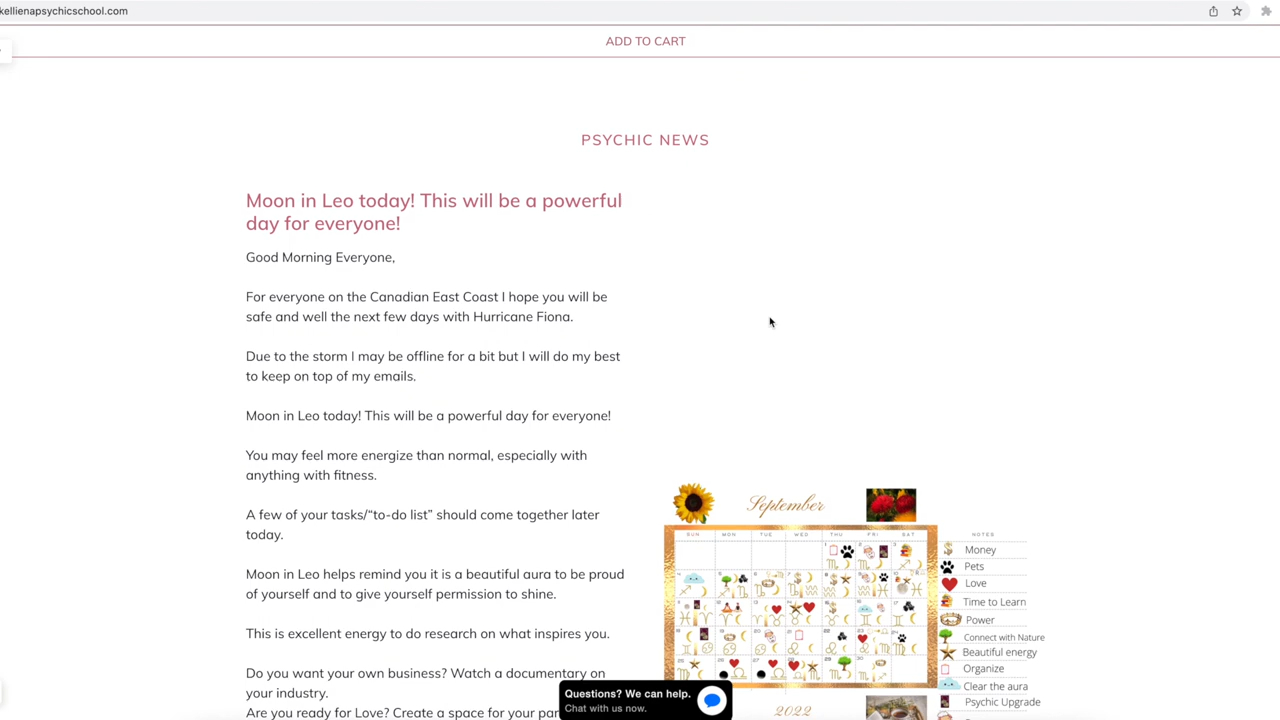 kellienapsychicschool.com
ADD TO CART
PSYCHIC NEWS
Moon in Leo today! This will be a powerful
day for everyone!
Good Morning Everyone,
For everyone on the Canadian East Coast I hope you will be
safe and well the next few days with Hurricane Fiona.
Due to the storm I may be offline for a bit but I will do my best
to keep on top of my emails.
Moon in Leo today! This will be a powerful day for everyone!
You may feel more energize than normal, especially with
anything with fitness.
A few of your tasks/“to-do list” should come together later
today.
Moon in Leo helps remind you it is a beautiful aura to be proud
of yourself and to give yourself permission to shine.
This is excellent energy to do research on what inspires you.
Do you want your own business? Watch a documentary on
your industry.
Are you ready for Love? Create a space for your par
September
SUN MON TUE WED THU FRI SAT
NOTES
Money
Pets
Love
Time to Learn
Power
Connect with Nature
Beautiful energy
Organize
Clear the aura
Psychic Upgrade
2022
Questions? We can help.
Chat with us now.